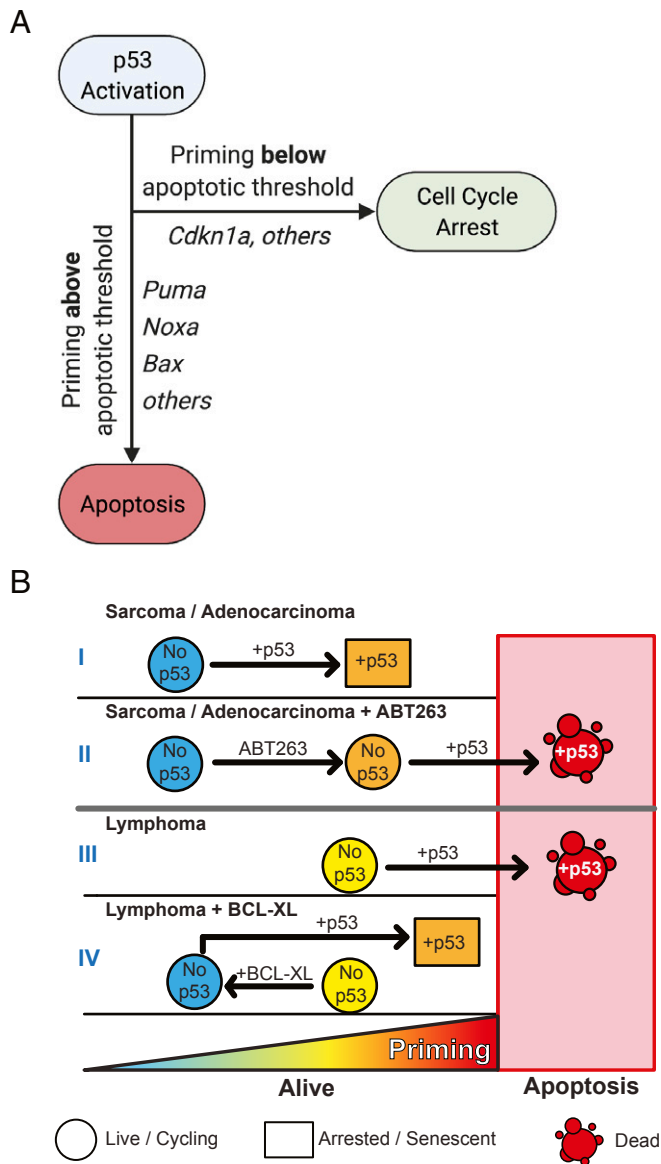 A
p53
Activation
Priming below
apoptotic threshold
Cdkn1a, others
Cell Cycle
Arrest
Priming above
apoptotic threshold
Puma
Noxa
Bax
others
Apoptosis
B
Sarcoma / Adenocarcinoma
I
No
p53
+p53
+p53
Sarcoma / Adenocarcinoma + ABT263
II
No
p53
ABT263
No
p53
+p53
+p53
Lymphoma
III
No
p53
+p53
+p53
Lymphoma + BCL-XL
IV
+p53
+p53
No
p53
+BCL-XL
No
p53
Priming
Alive
Apoptosis
Live / Cycling
Arrested / Senescent
Dead